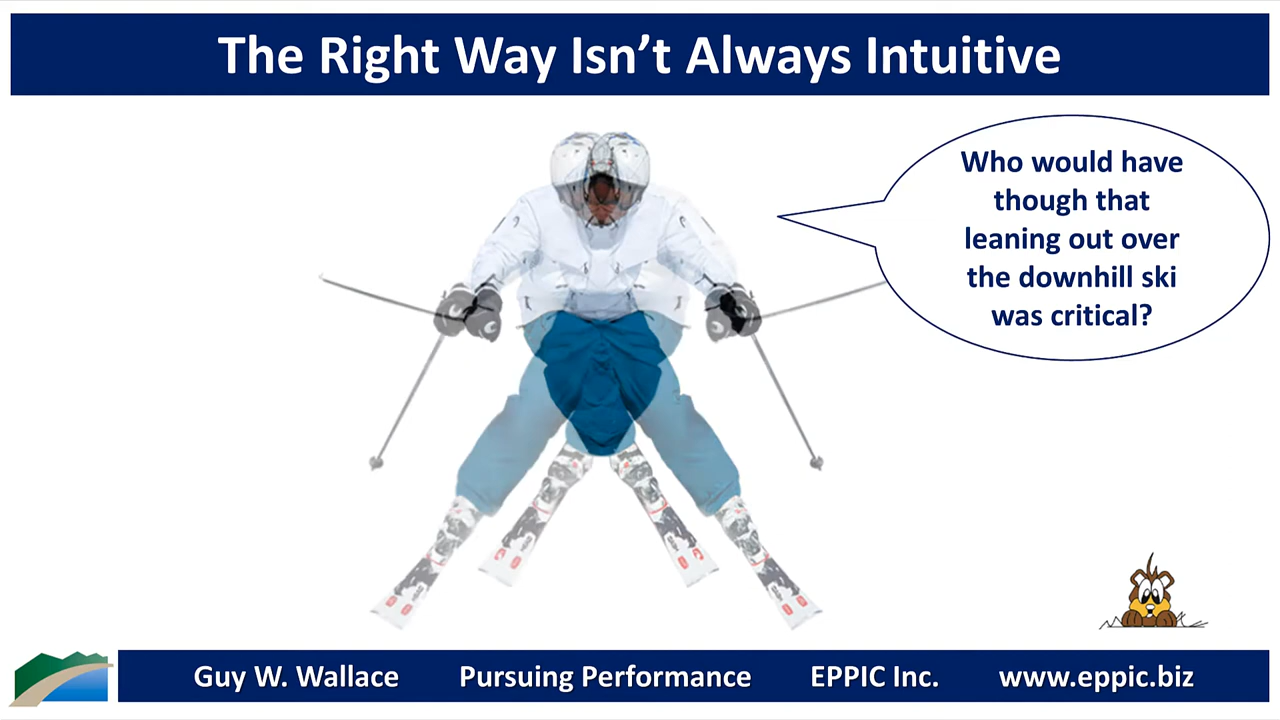 The Right Way Isn't Always Intuitive
Who would have
though that
leaning out over
the downhill ski
was critical?
Guy W. Wallace Pursuing Performance EPPIC Inc. www.eppic.biz